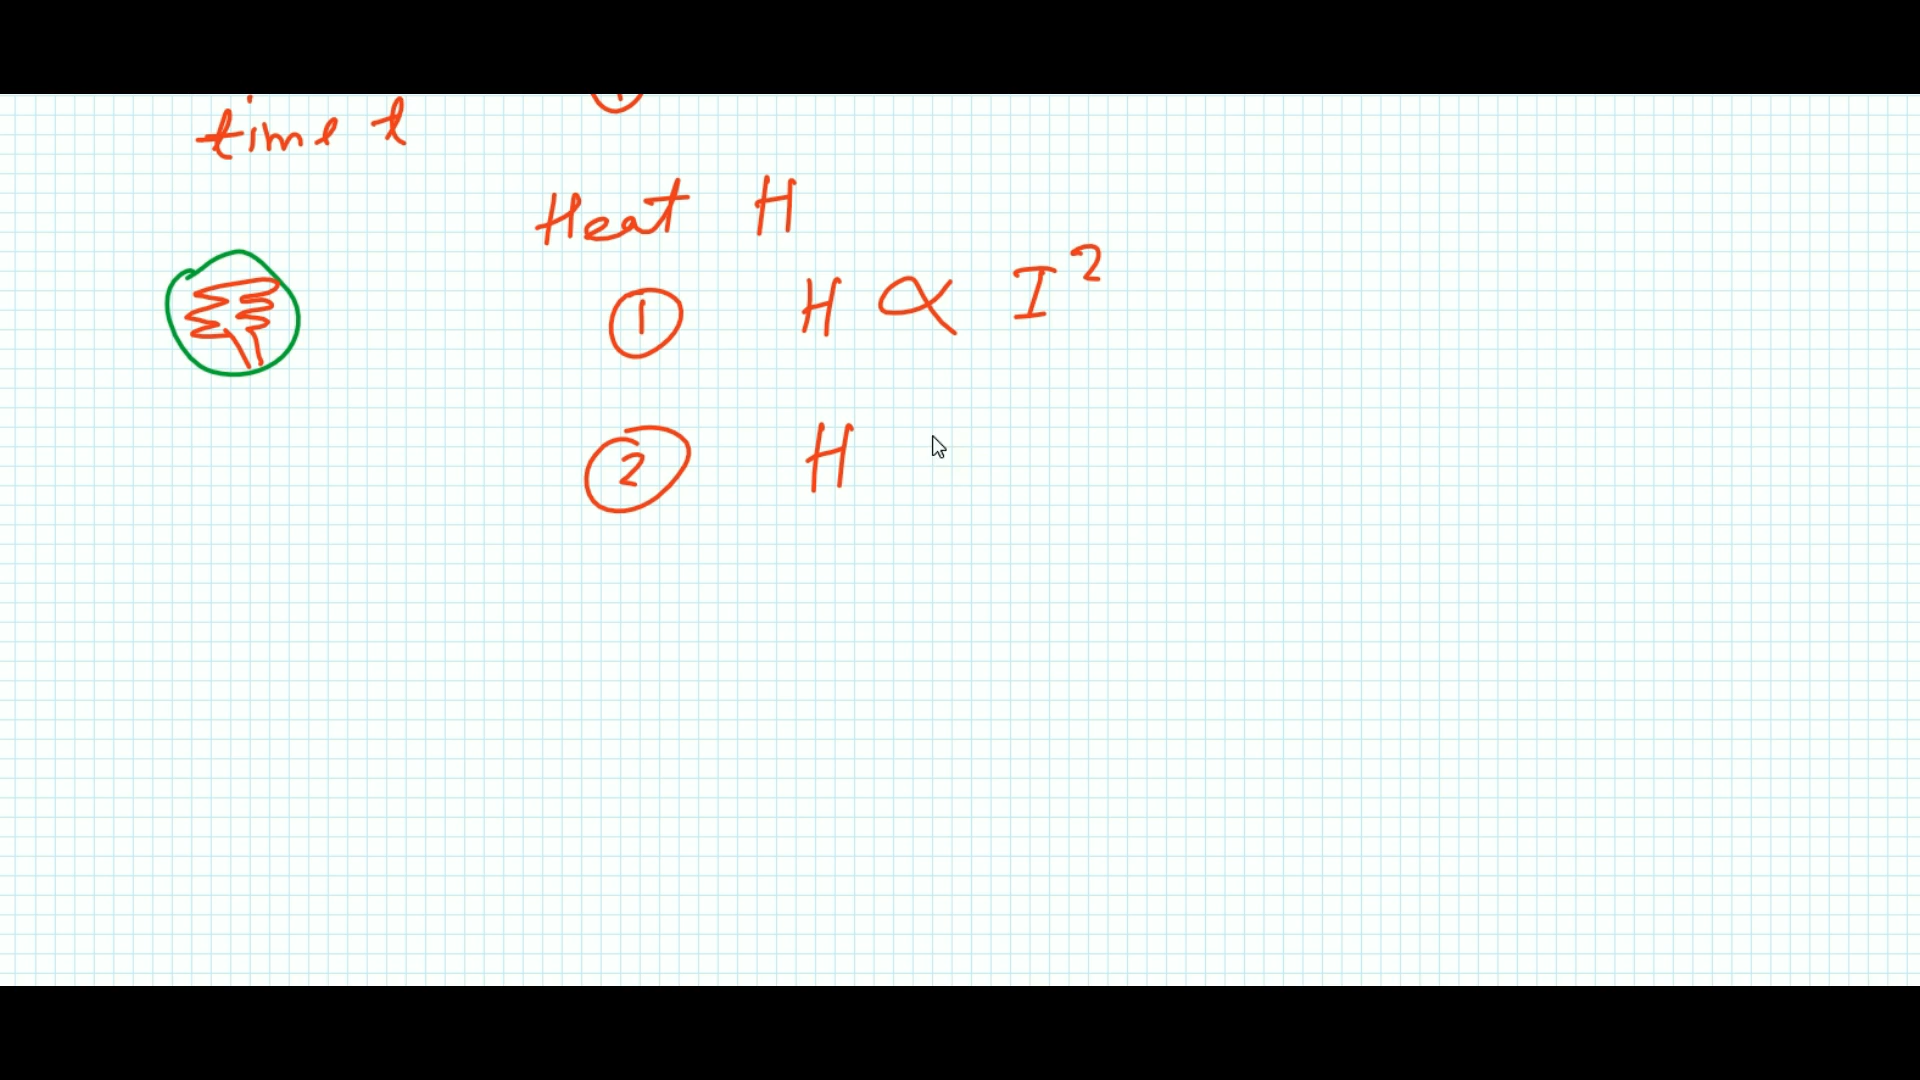 time t
Heat H
① H ∝ I²
② H